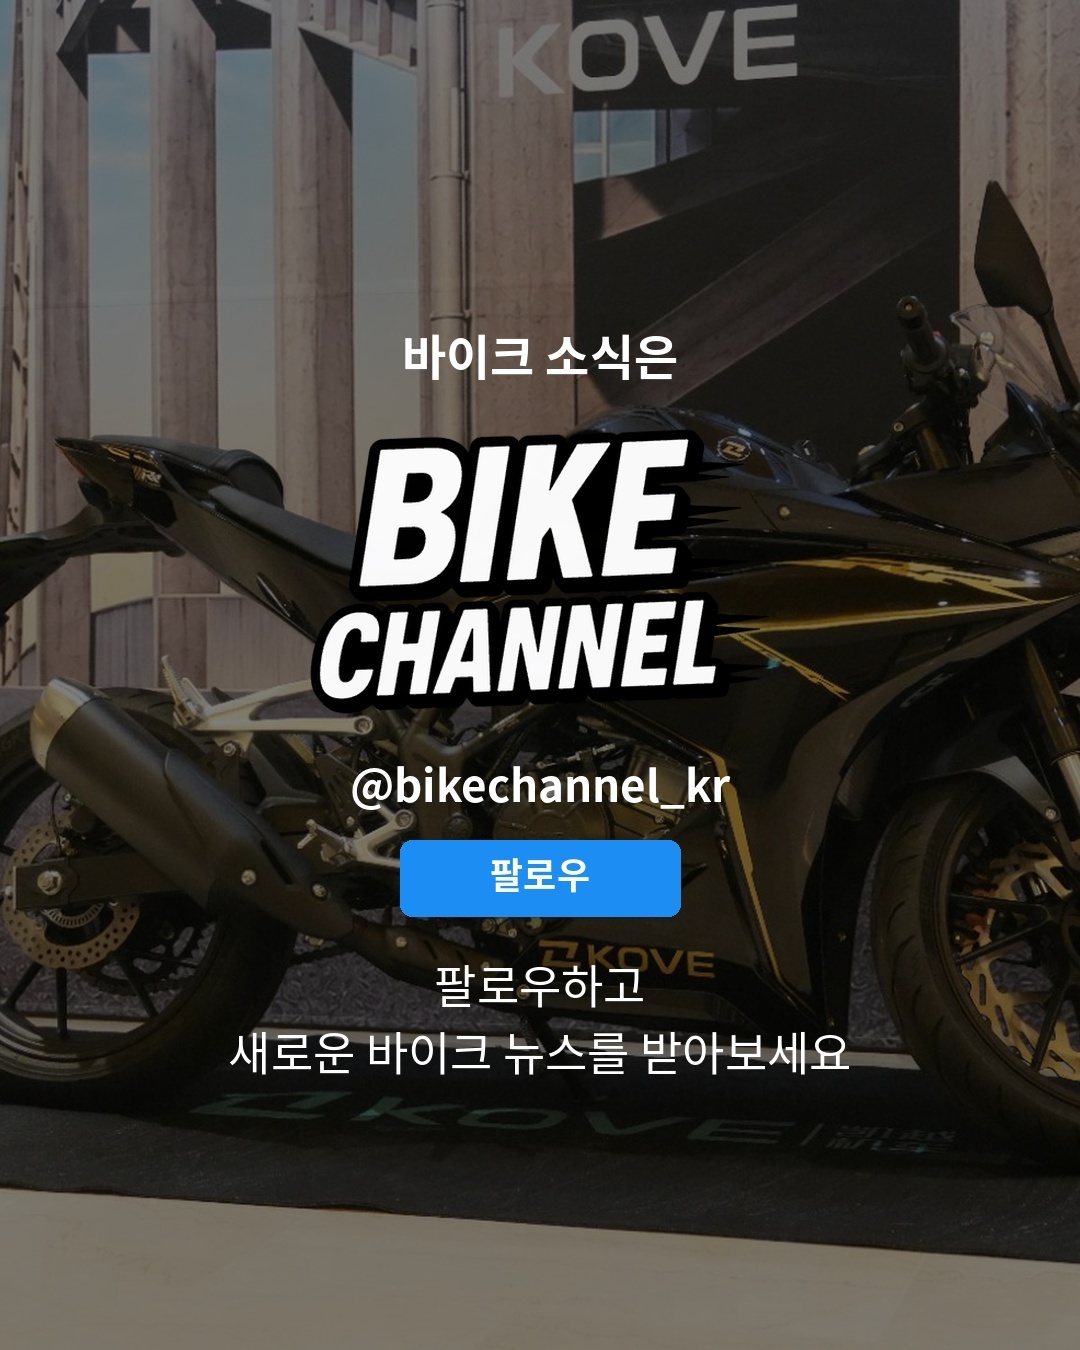 KOVE
바이크 소식은
BIKE
CHANNEL
@bikechannel_kr
팔로우
KOVE
팔로우하고
새로운 바이크 뉴스를 받아보세요
KOVE